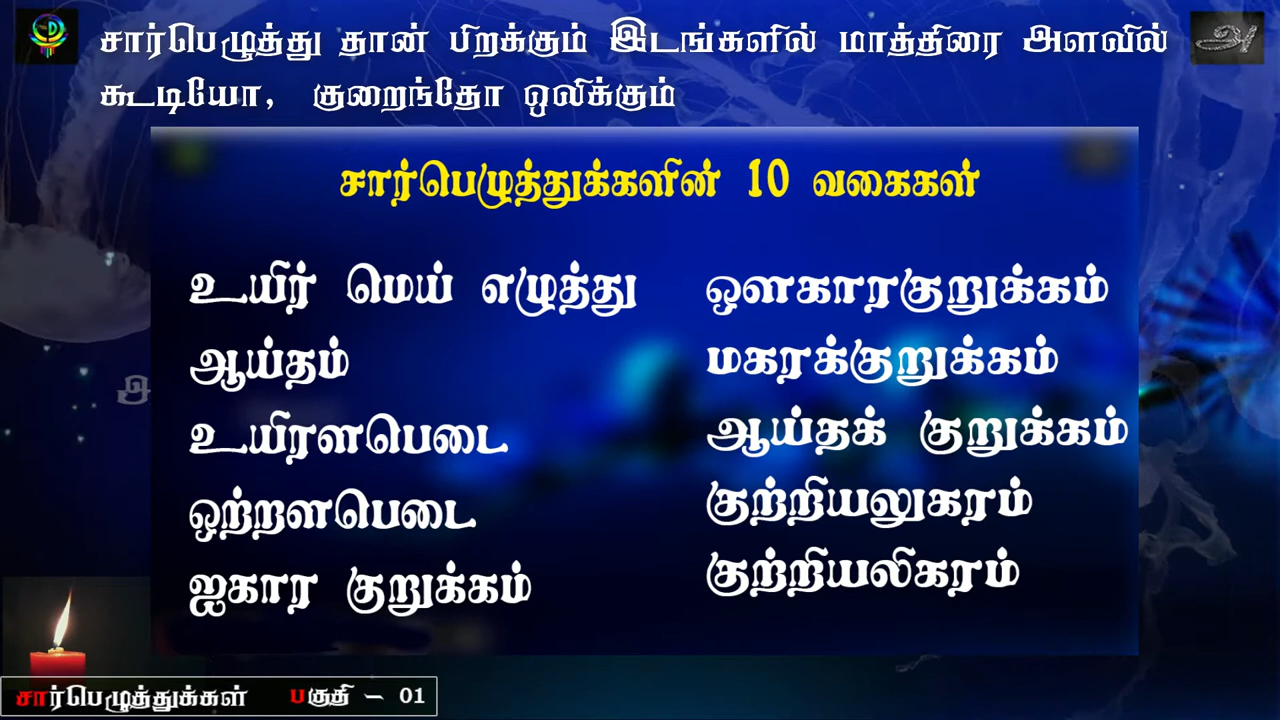 சார்பெழுத்து தான் பிறக்கும் இடங்களில் மாத்திரை அளவில்
கூடியோ, குறைந்தோ ஒலிக்கும்
சார்பெழுத்துக்களின் 10 வகைகள்
உயிர் மெய் எழுத்து
ஆய்தம்
உயிரளபெடை
ஒற்றளபெடை
ஐகார குறுக்கம்
ஔகாரகுறுக்கம்
மகரக்குறுக்கம்
ஆய்தக் குறுக்கம்
குற்றியலுகரம்
குற்றியலிகரம்
சார்பெழுத்துக்கள் பகுதி – 01
அ